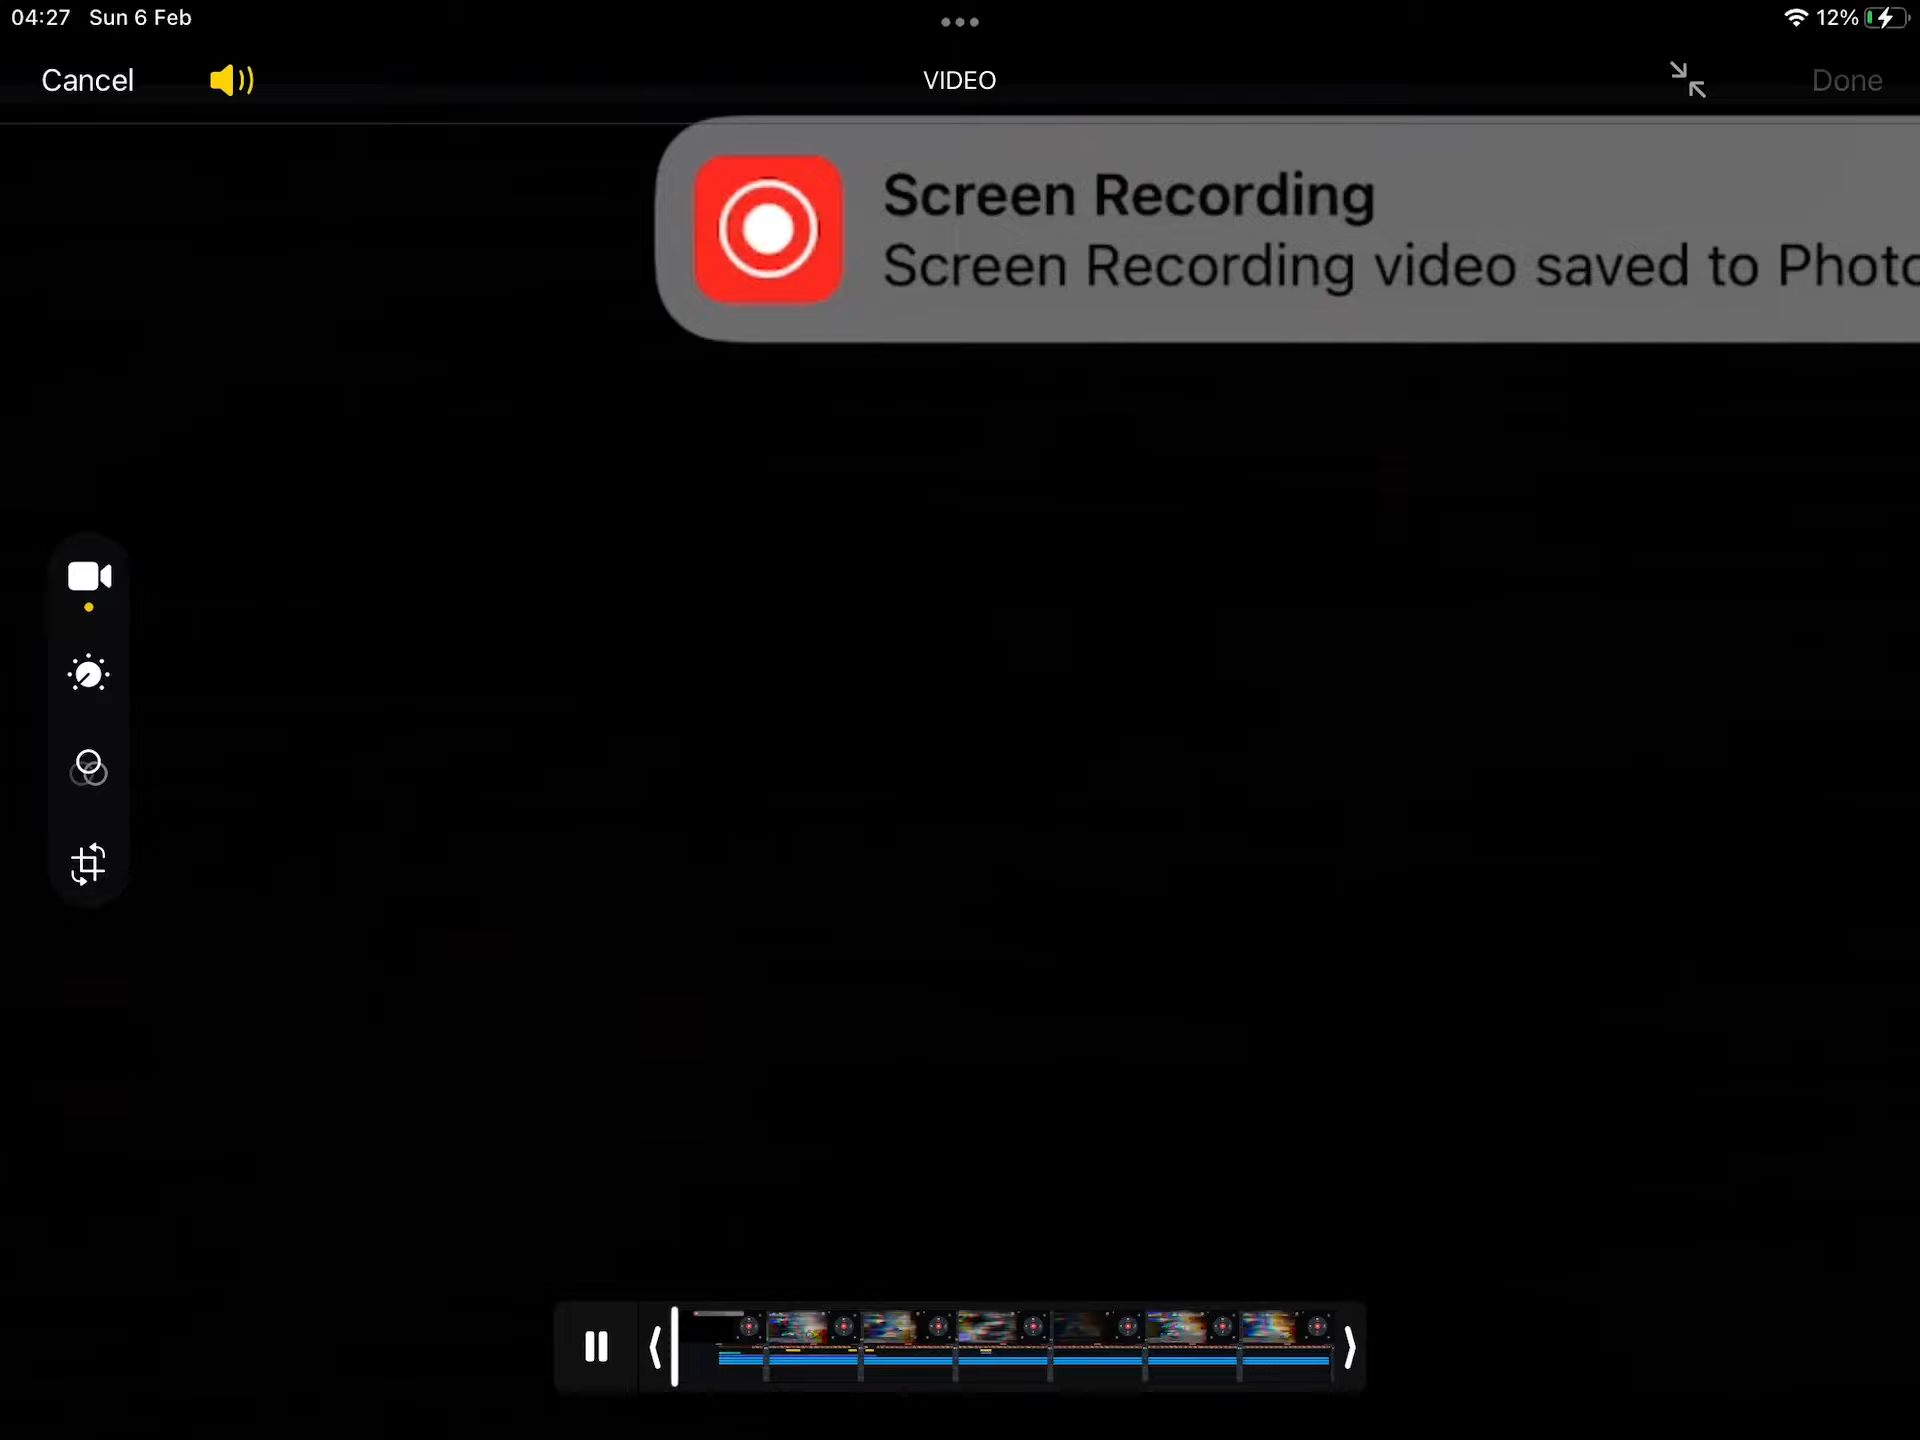 04:27 Sun 6 Feb
12%
Cancel
VIDEO
Done
Screen Recording
Screen Recording video saved to Photo